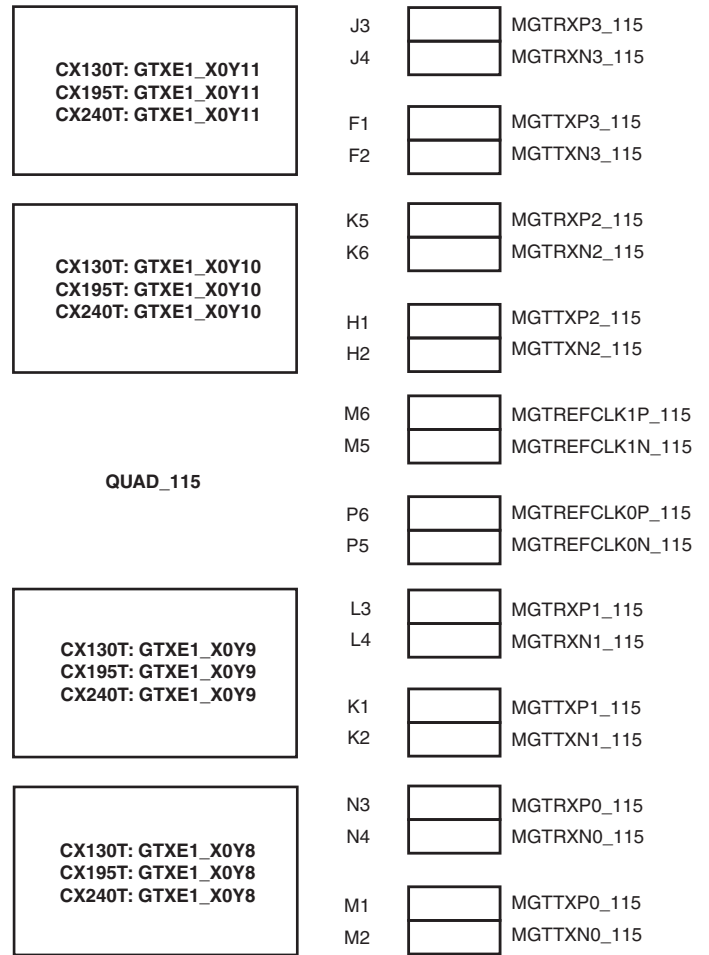 CX130T: GTXE1_X0Y11
CX195T: GTXE1_X0Y11
CX240T: GTXE1_X0Y11
J3 MGTRXP3_115
J4 MGTRXN3_115
F1 MGTTXP3_115
F2 MGTTXN3_115
CX130T: GTXE1_X0Y10
CX195T: GTXE1_X0Y10
CX240T: GTXE1_X0Y10
K5 MGTRXP2_115
K6 MGTRXN2_115
H1 MGTTXP2_115
H2 MGTTXN2_115
QUAD_115
M6 MGTREFCLK1P_115
M5 MGTREFCLK1N_115
P6 MGTREFCLK0P_115
P5 MGTREFCLK0N_115
CX130T: GTXE1_X0Y9
CX195T: GTXE1_X0Y9
CX240T: GTXE1_X0Y9
L3 MGTRXP1_115
L4 MGTRXN1_115
K1 MGTTXP1_115
K2 MGTTXN1_115
CX130T: GTXE1_X0Y8
CX195T: GTXE1_X0Y8
CX240T: GTXE1_X0Y8
N3 MGTRXP0_115
N4 MGTRXN0_115
M1 MGTTXP0_115
M2 MGTTXN0_115